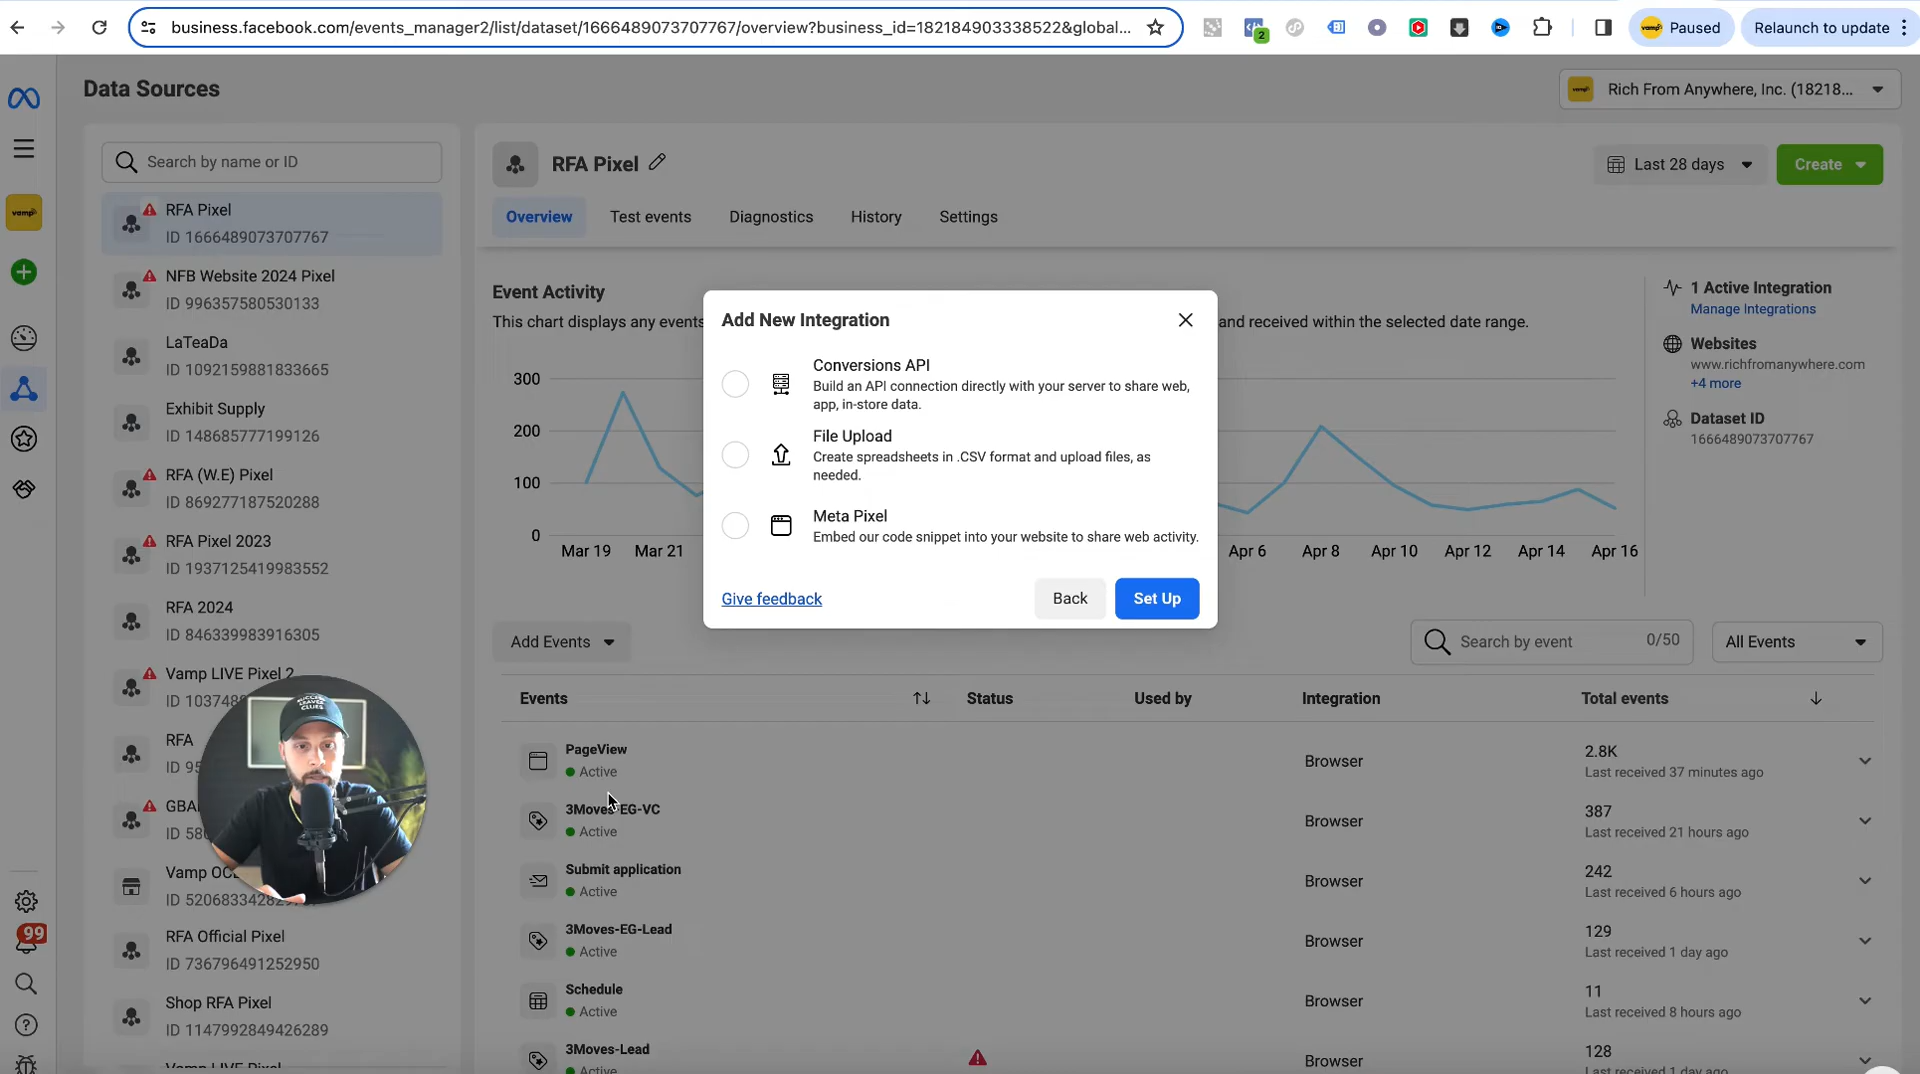 business.facebook.com/events_manager2/list/dataset/1666489073707767/overview?business_id=182184903338522&global...
2
vamp
Paused
Relaunch to update
Data Sources
Rich From Anywhere, Inc. (18218...
Search by name or ID
vamp
RFA Pixel
ID 1666489073707767
NFB Website 2024 Pixel
ID 996357580530133
LaTeaDa
ID 1092159881833665
Exhibit Supply
ID 148685777199126
RFA (W.E) Pixel
ID 869277187520288
RFA Pixel 2023
ID 1937125419983552
RFA 2024
ID 846339983916305
Vamp LIVE Pixel 2
RFA
RFA Official Pixel
ID 736796491252950
Shop RFA Pixel
ID 1147992849426289
99
SUCCESS
LEAVES
CLUES
RFA Pixel
Last 28 days
Create
Overview
Test events
Diagnostics
History
Settings
Event Activity
This chart displays any events
and received within the selected date range.
300
200
100
0
Mar 19
Mar 21
Apr 6
Apr 8
Apr 10
Apr 12
Apr 14
Apr 16
1 Active Integration
Manage Integrations
Websites
www.richfromanywhere.com
+4 more
Dataset ID
1666489073707767
Add New Integration
Conversions API
Build an API connection directly with your server to share web,
app, in-store data.
File Upload
Create spreadsheets in .CSV format and upload files, as
needed.
Meta Pixel
Embed our code snippet into your website to share web activity.
Give feedback
Back
Set Up
Add Events
Search by event
0/50
All Events
Events
Status
Used by
Integration
Total events
PageView
Active
Browser
2.8K
Last received 37 minutes ago
3Moves-EG-VC
Active
Browser
387
Last received 21 hours ago
Submit application
Active
Browser
242
Last received 6 hours ago
3Moves-EG-Lead
Active
Browser
129
Last received 1 day ago
Schedule
Active
Browser
11
Last received 8 hours ago
3Moves-Lead
Active
Browser
128
Last received 1 day ago